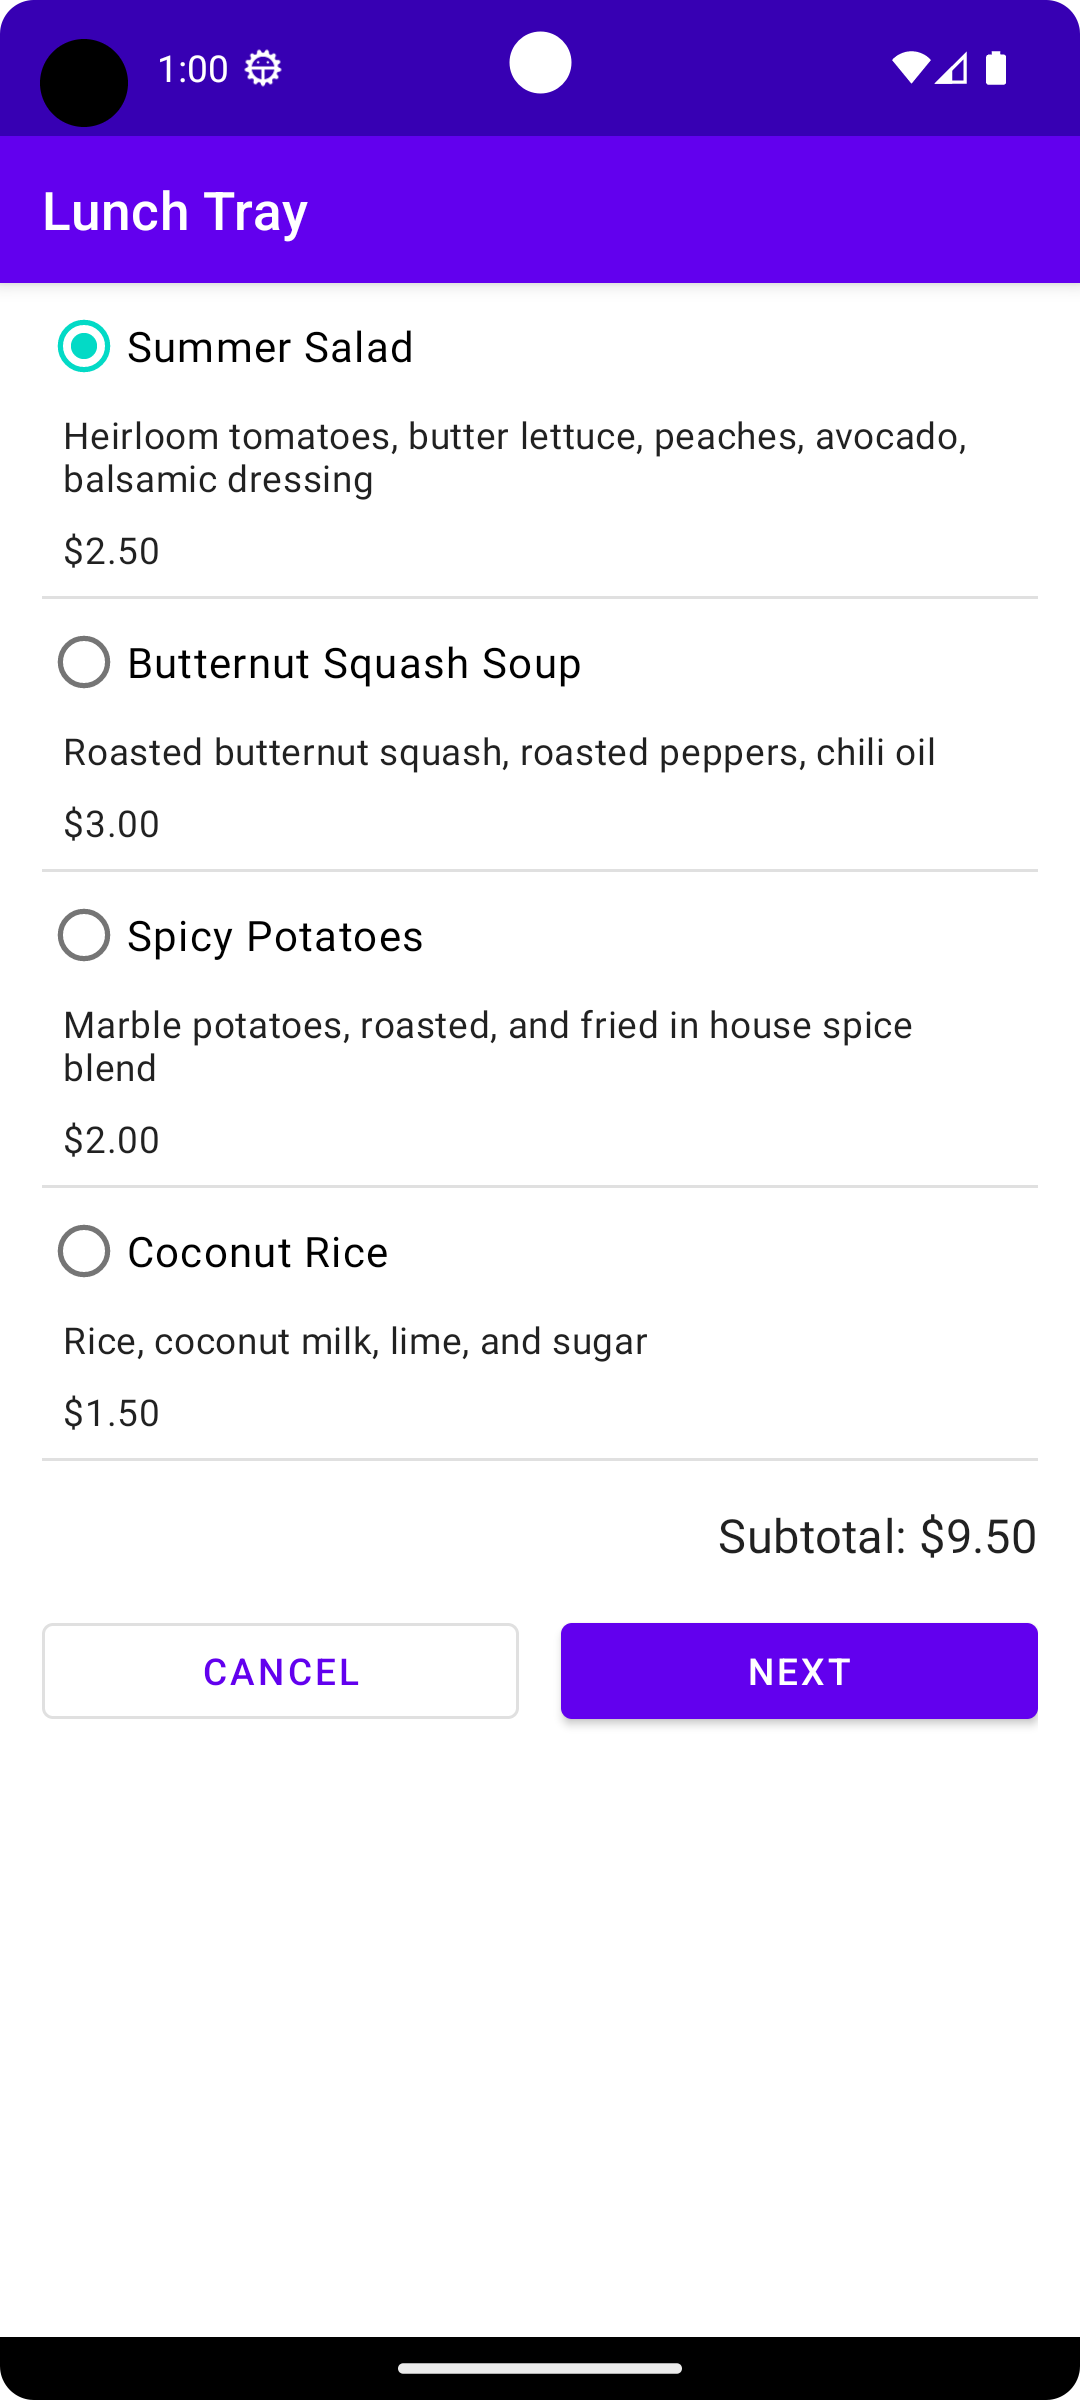 1:00
Lunch Tray
Summer Salad
Heirloom tomatoes, butter lettuce, peaches, avocado,
balsamic dressing
$2.50
Butternut Squash Soup
Roasted butternut squash, roasted peppers, chili oil
$3.00
Spicy Potatoes
Marble potatoes, roasted, and fried in house spice
blend
$2.00
Coconut Rice
Rice, coconut milk, lime, and sugar
$1.50
Subtotal: $9.50
CANCEL NEXT